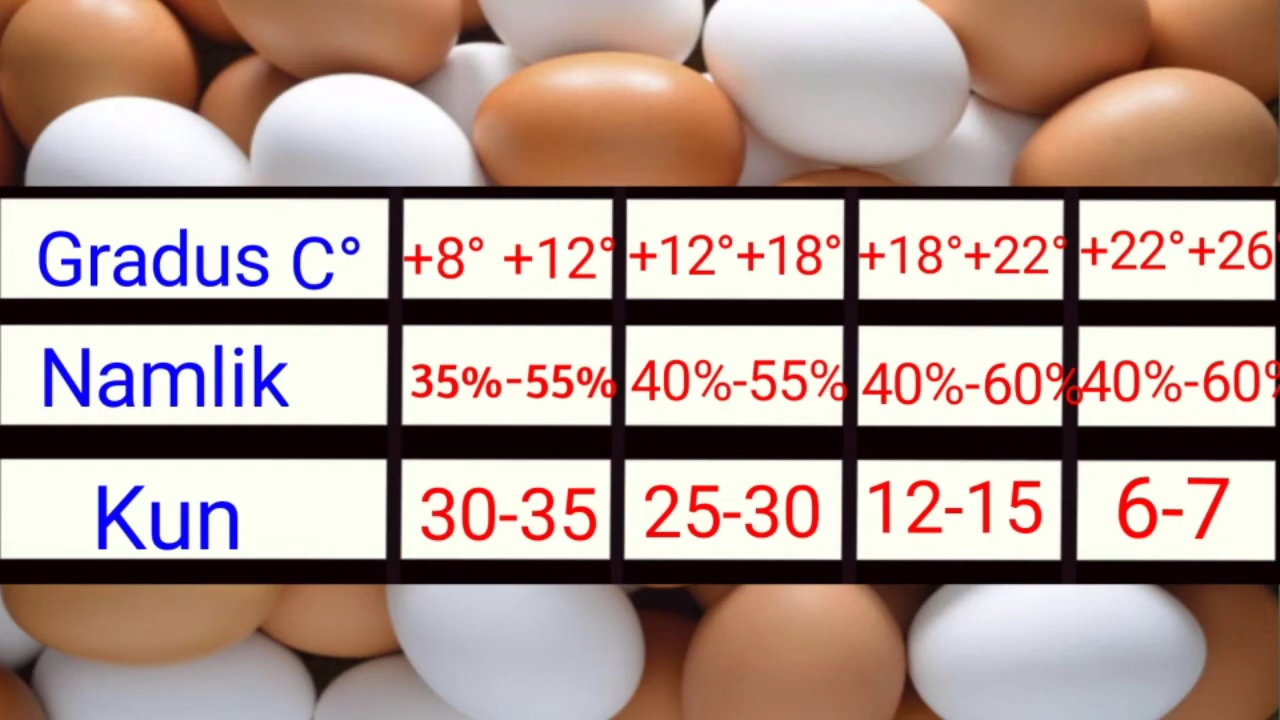 Gradus C° +8° +12° +12°+18° +18°+22° +22°+26°
Namlik 35%-55% 40%-55% 40%-60% 40%-60%
Kun 30-35 25-30 12-15 6-7